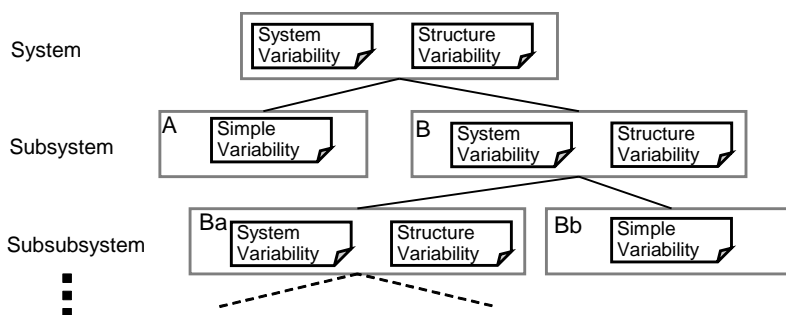 System
System Variability
Structure Variability
Subsystem
A
Simple Variability
B
System Variability
Structure Variability
Subsubsystem
Ba
System Variability
Structure Variability
Bb
Simple Variability